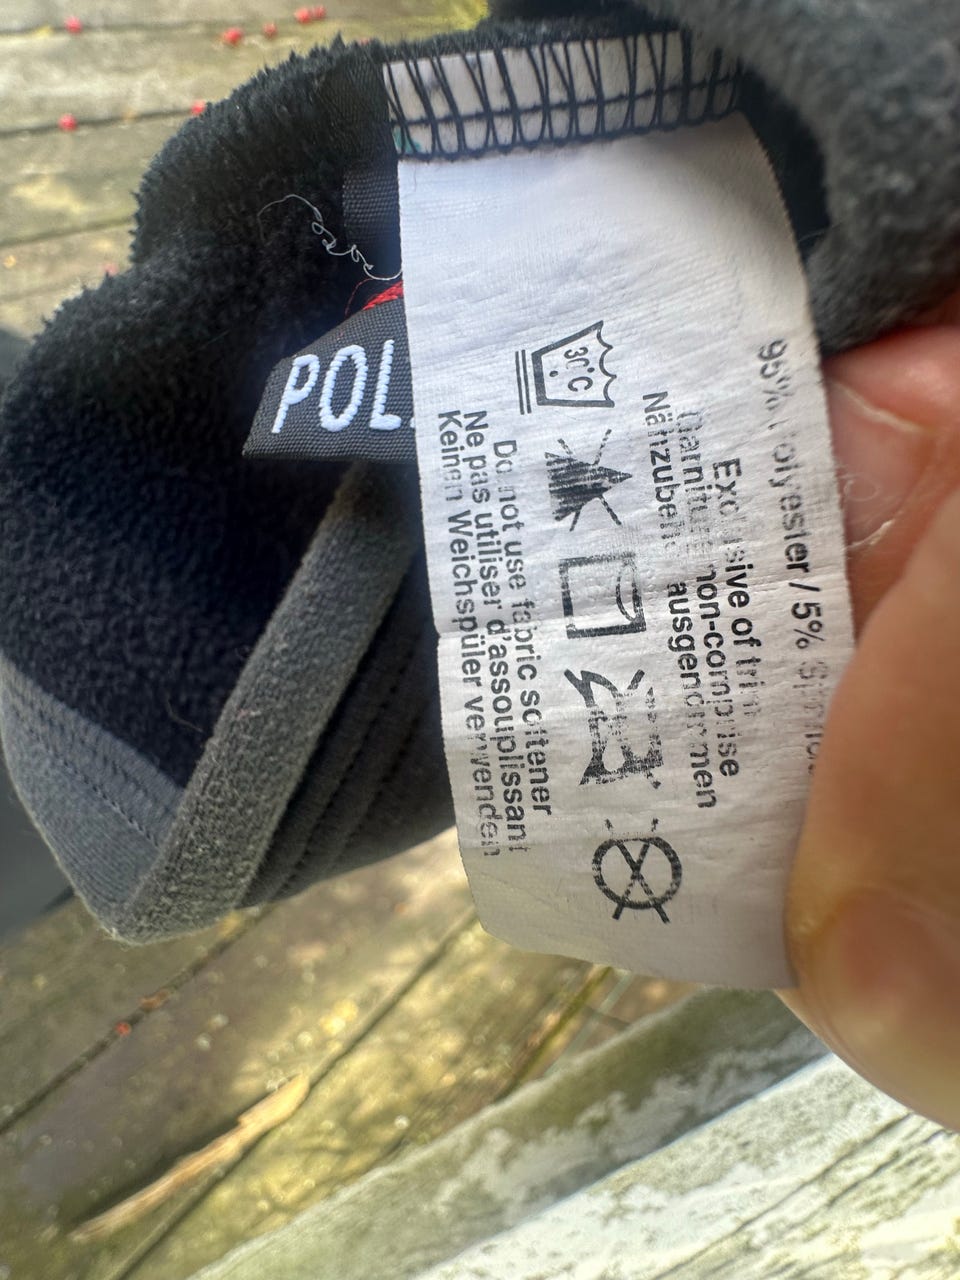 POL
95% Polyester / 5%
Exclusive of trim
Garniture non-comprise
Nähzubehör ausgenommen
30°C
Do not use fabric softener
Ne pas utiliser d'assouplissant
Keinen Weichspüler verwenden